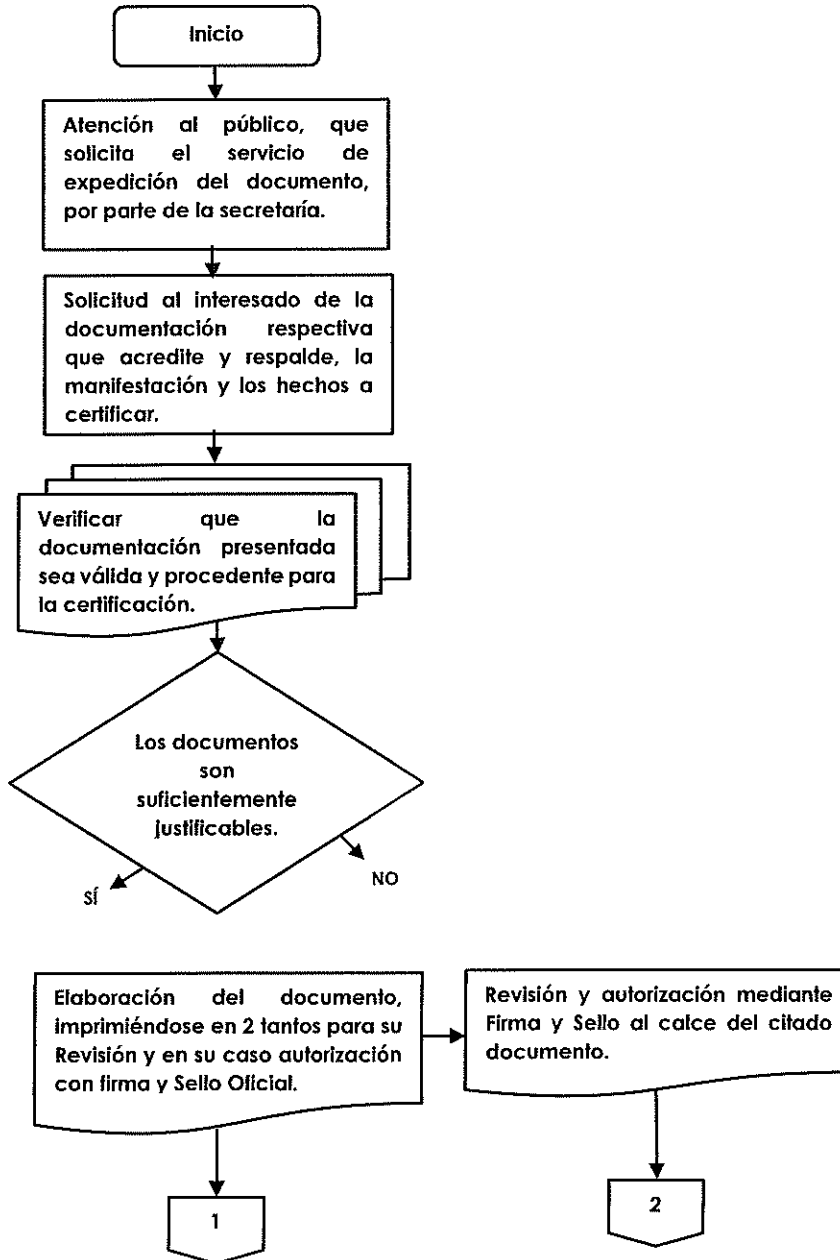 Inicio
Atención al público, que
solicita el servicio de
expedición del documento,
por parte de la secretaría.
Solicitud al interesado de la
documentación respectiva
que acredite y respalde, la
manifestación y los hechos a
certificar.
Verificar que la
documentación presentada
sea válida y procedente para
la certificación.
Los documentos
son
suficientemente
justificables.
SÍ
NO
Elaboración del documento,
imprimiéndose en 2 tantos para su
Revisión y en su caso autorización
con firma y Sello Oficial.
Revisión y autorización mediante
Firma y Sello al calce del citado
documento.
1
2